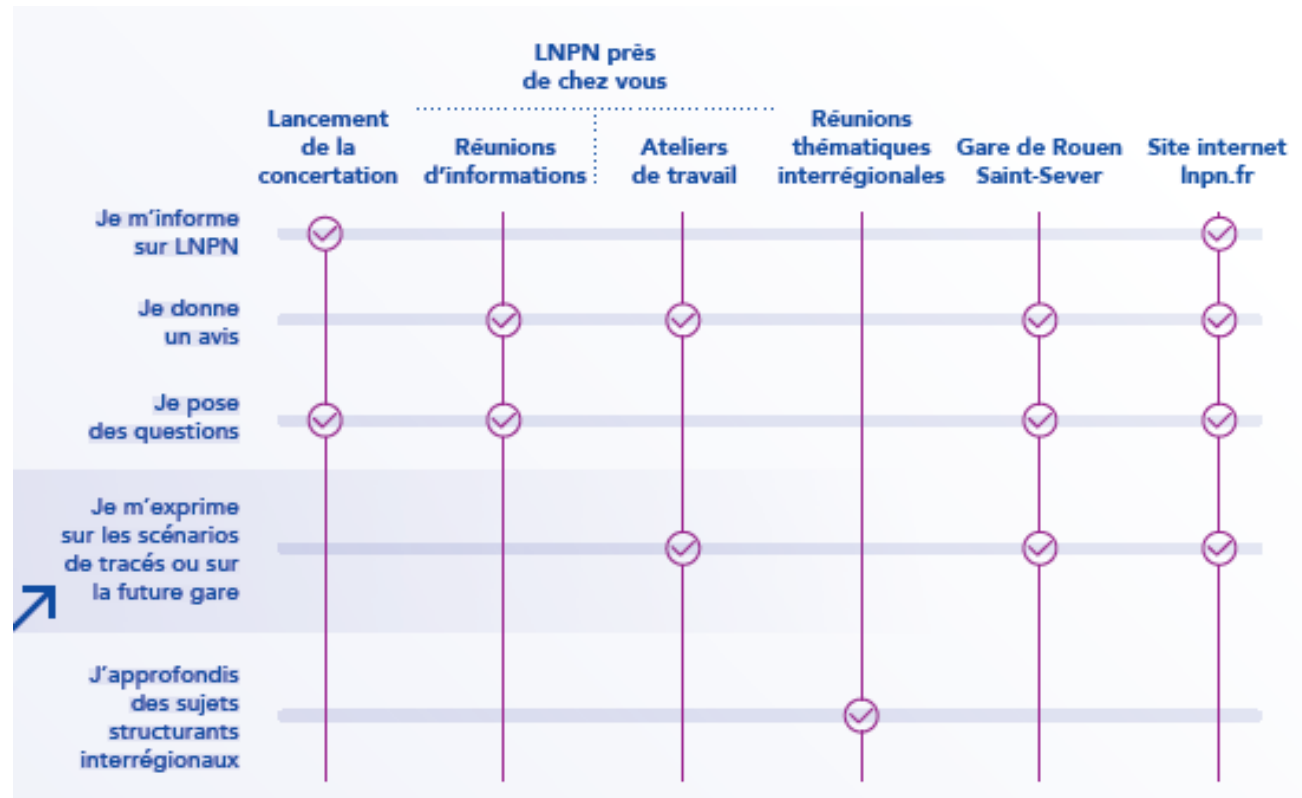 LNPN près
de chez vous
Lancement
de la
concertation
Réunions
d'informations
Ateliers
de travail
Réunions
thématiques
interrégionales
Gare de Rouen
Saint-Sever
Site internet
lnpn.fr
Je m'informe
sur LNPN
Je donne
un avis
Je pose
des questions
Je m'exprime
sur les scénarios
de tracés ou sur
la future gare
J'approfondis
des sujets
structurants
interrégionaux